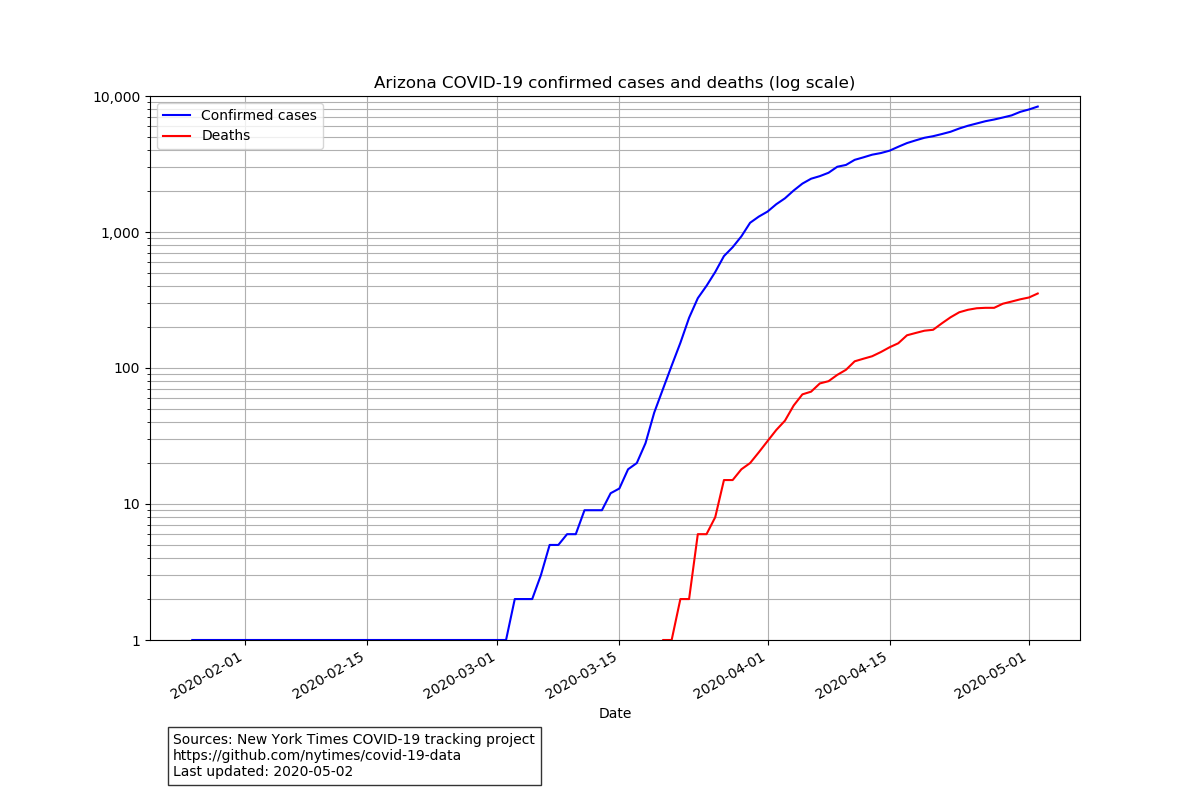 Arizona COVID-19 confirmed cases and deaths (log scale)
10,000
1,000
100
10
1
Confirmed cases
Deaths
2020-02-01
2020-02-15
2020-03-01
2020-03-15
2020-04-01
2020-04-15
2020-05-01
Date
Sources: New York Times COVID-19 tracking project
https://github.com/nytimes/covid-19-data
Last updated: 2020-05-02